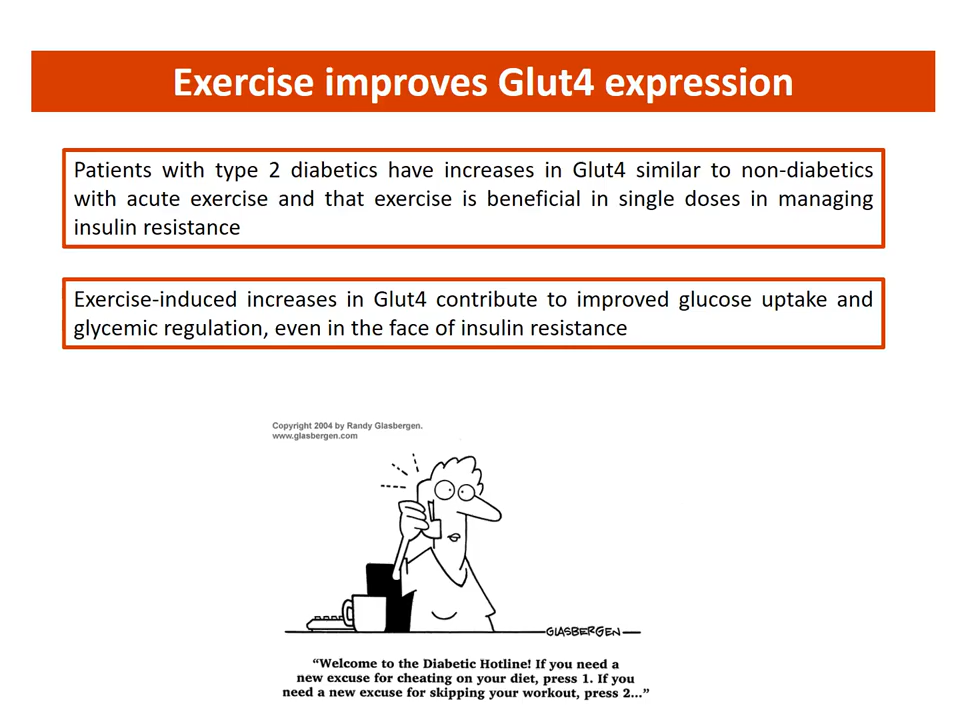 Exercise improves Glut4 expression
Patients with type 2 diabetics have increases in Glut4 similar to non-diabetics
with acute exercise and that exercise is beneficial in single doses in managing
insulin resistance
Exercise-induced increases in Glut4 contribute to improved glucose uptake and
glycemic regulation, even in the face of insulin resistance
Copyright 2004 by Randy Glasbergen.
www.glasbergen.com
GLASBERGEN
“Welcome to the Diabetic Hotline! If you need a
new excuse for cheating on your diet, press 1. If you
need a new excuse for skipping your workout, press 2...”